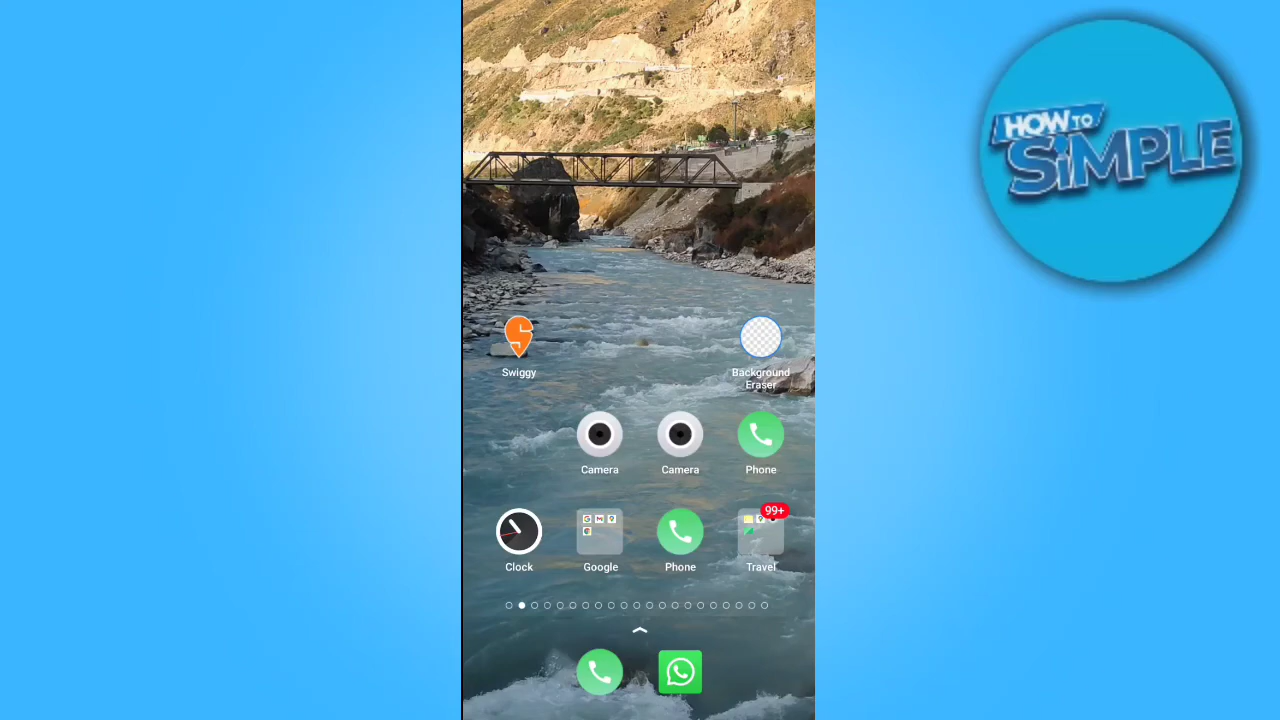 HOW TO
SiMPLE
Swiggy
Background
Eraser
Camera
Camera
Phone
99+
Clock
Google
Phone
Travel